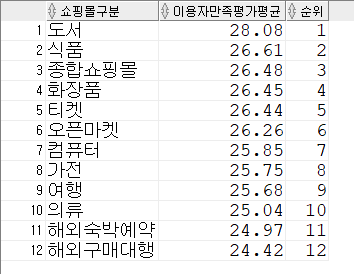 쇼핑몰구분 이용자만족평가평균 순위
1 도서 28.08 1
2 식품 26.61 2
3 종합쇼핑몰 26.48 3
4 화장품 26.45 4
5 티켓 26.44 5
6 오픈마켓 26.26 6
7 컴퓨터 25.85 7
8 가전 25.75 8
9 여행 25.68 9
10 의류 25.04 10
11 해외숙박예약 24.97 11
12 해외구매대행 24.42 12